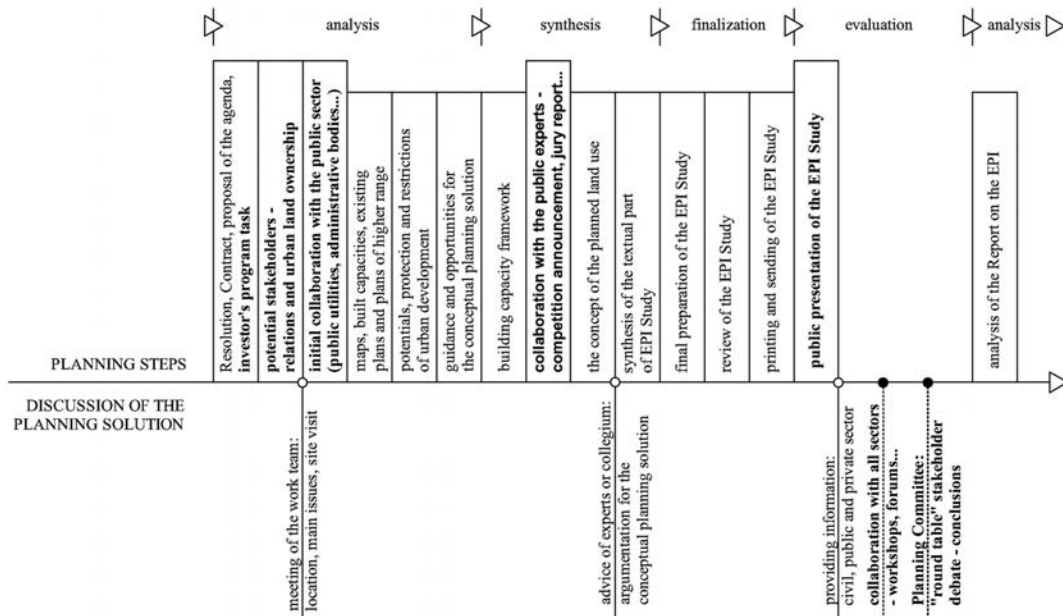 analysis
synthesis
finalization
evaluation
analysis
Resolution, Contract, proposal of the agenda,
investor's program task
potential stakeholders -
relations and urban land ownership
initial collaboration with the public sector
(public utilities, administrative bodies...)
maps, built capacities, existing
plans and plans of higher range
potentials, protection and restrictions
of urban development
guidance and opportunities for
the conceptual planning solution
building capacity framework
collaboration with the public experts -
competition announcement, jury report...
the concept of the planned land use
synthesis of the textual part
of EPI Study
final preparation of the EPI Study
review of the EPI Study
printing and sending of the EPI Study
public presentation of the EPI Study
analysis of the Report on the EPI
PLANNING STEPS
DISCUSSION OF THE
PLANNING SOLUTION
meeting of the work team:
location, main issues, site visit
advice of experts or collegium:
argumentation for the
conceptual planning solution
providing information:
civil, public and private sector
collaboration with all sectors
- workshops, forums...
Planning Committee:
"round table" stakeholder
debate - conclusions